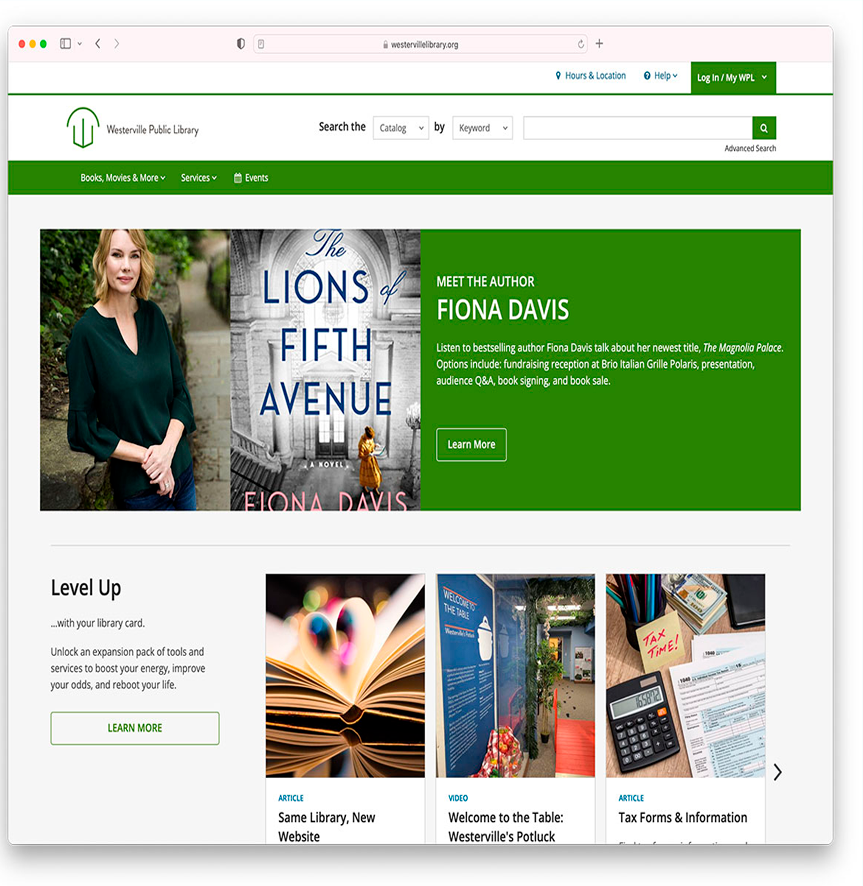 westervillelibrary.org
Hours & Location
Help
Log In / My WPL
Westerville Public Library
Search the
Catalog
by
Keyword
Advanced Search
Books, Movies & More
Services
Events
The
LIONS of
FIFTH
AVENUE
A NOVEL
FIONA DAVIS
MEET THE AUTHOR
FIONA DAVIS
Listen to bestselling author Fiona Davis talk about her newest title, The Magnolia Palace.
Options include: fundraising reception at Brio Italian Grille Polaris, presentation,
audience Q&A, book signing, and book sale.
Learn More
Level Up
...with your library card.
Unlock an expansion pack of tools and
services to boost your energy, improve
your odds, and reboot your life.
LEARN MORE
WELCOME TO
THE TABLE
Westerville's Potluck
TAX
TIME!
1040
1040
ARTICLE
Same Library, New
Website
VIDEO
Welcome to the Table:
Westerville's Potluck
ARTICLE
Tax Forms & Information